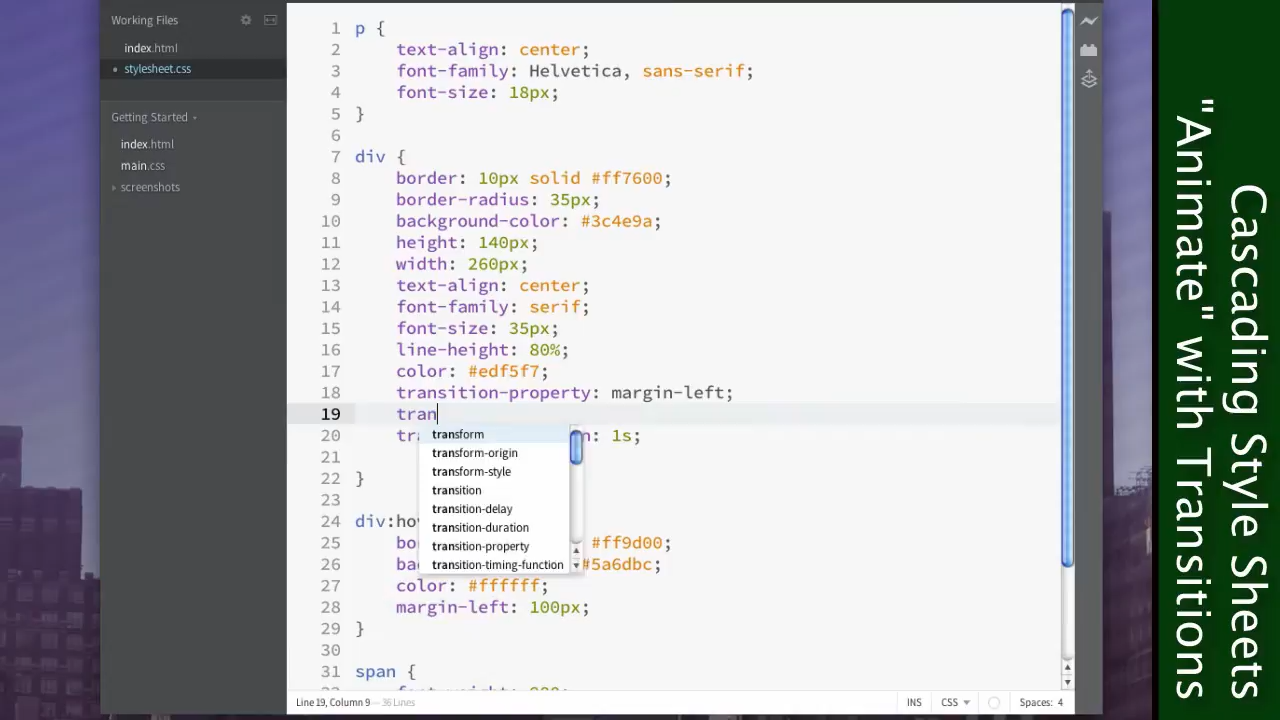 Working Files
index.html
stylesheet.css
Getting Started
index.html
main.css
screenshots
1 p {
2 text-align: center;
3 font-family: Helvetica, sans-serif;
4 font-size: 18px;
5 }
6
7 div {
8 border: 10px solid #ff7600;
9 border-radius: 35px;
10 background-color: #3c4e9a;
11 height: 140px;
12 width: 260px;
13 text-align: center;
14 font-family: serif;
15 font-size: 35px;
16 line-height: 80%;
17 color: #edf5f7;
18 transition-property: margin-left;
19 tran
20 tra n: 1s;
21
22 }
23
24 div:ho
25 bo #ff9d00;
26 ba #5a6dbc;
27 color: #ffffff;
28 margin-left: 100px;
29 }
30
31 span {
transform
transform-origin
transform-style
transition
transition-delay
transition-duration
transition-property
transition-timing-function
Line 19, Column 9 — 36 Lines
INS CSS Spaces: 4
Cascading Style Sheets
"Animate" with Transitions